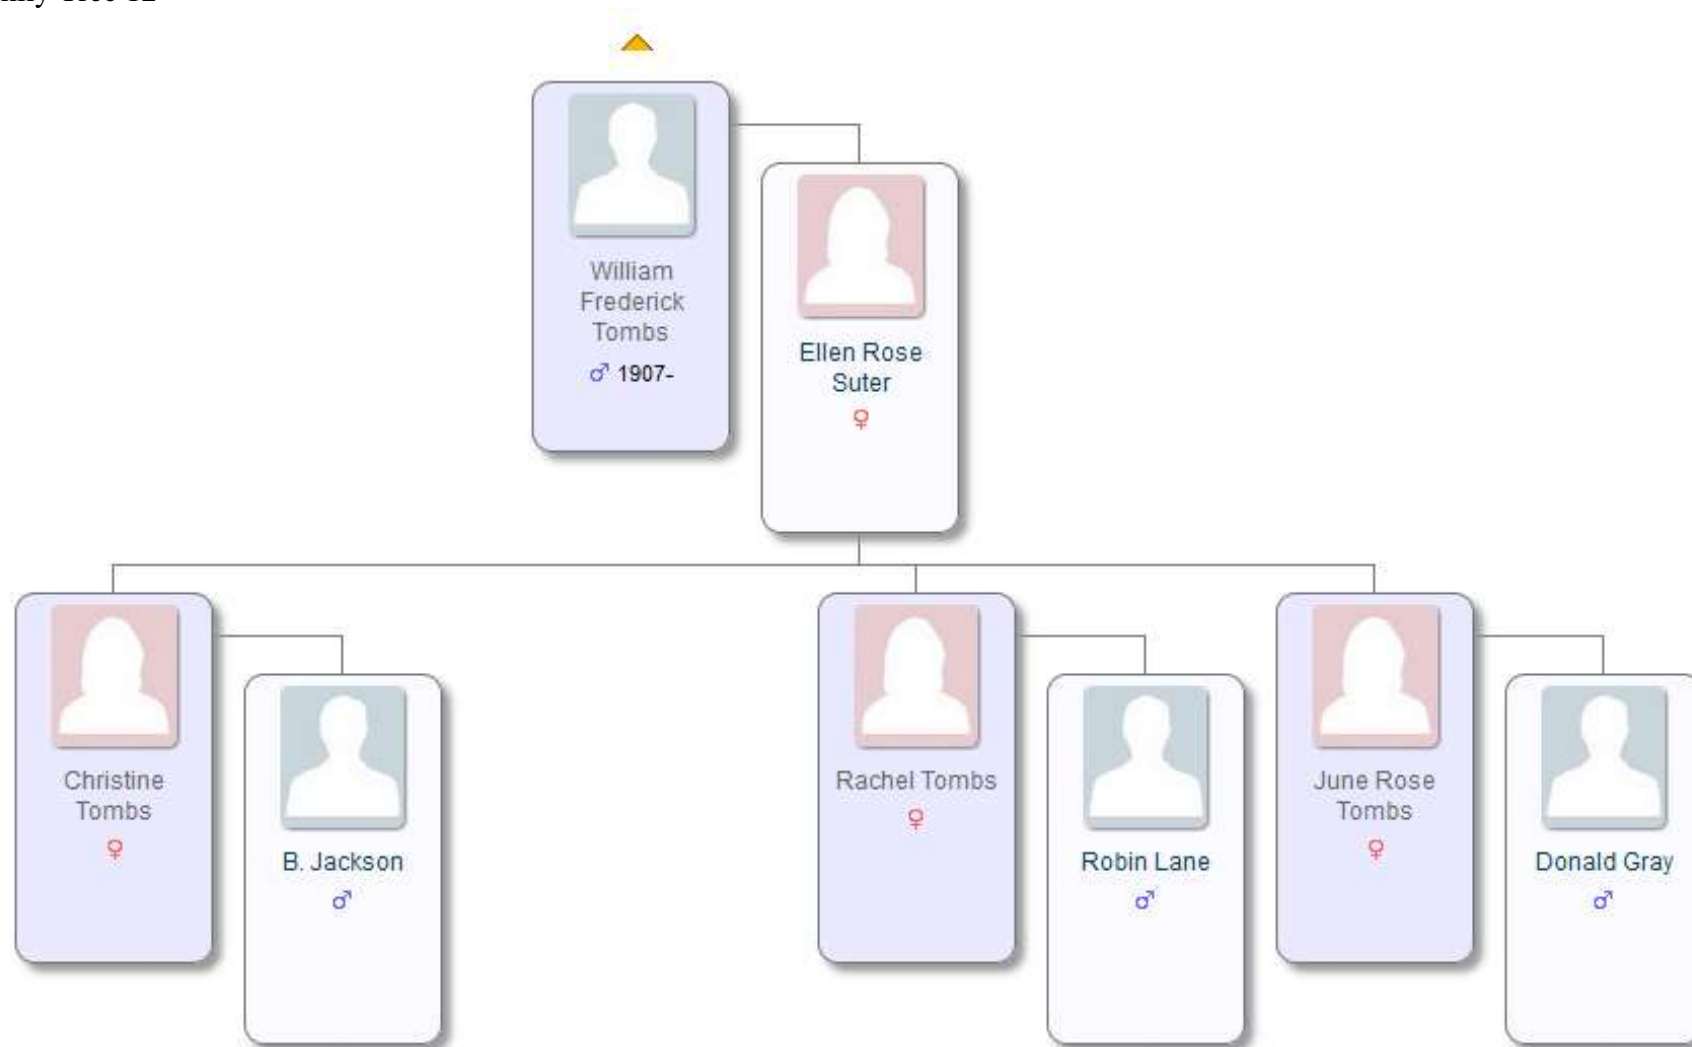 William
Frederick
Tombs
♂ 1907-
Ellen Rose
Suter
♀
Christine
Tombs
♀
B. Jackson
♂
Rachel Tombs
♀
Robin Lane
♂
June Rose
Tombs
♀
Donald Gray
♂